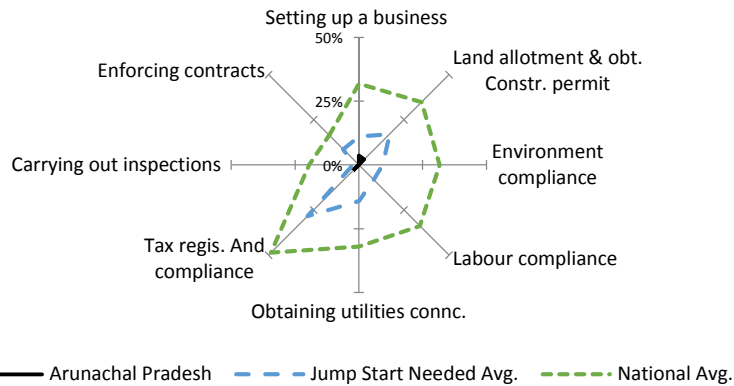 Setting up a business
50%
Land allotment & obt.
Constr. permit
Enforcing contracts
25%
Carrying out inspections
0%
Environment
compliance
Tax regis. And
compliance
Labour compliance
Obtaining utilities connc.
Arunachal Pradesh
Jump Start Needed Avg.
National Avg.